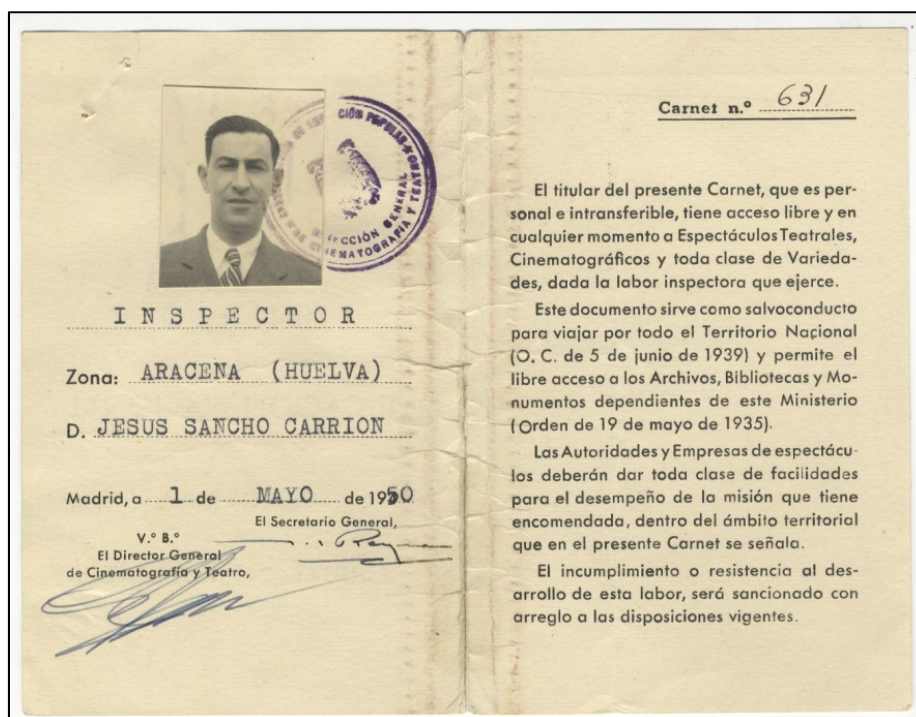 CIÓN POPULAR
DIRECCIÓN GENERAL
DE CINEMATOGRAFIA Y TEATRO
INSPECTOR
Zona: ARACENA (HUELVA)
D. JESUS SANCHO CARRION
Madrid, a 1 de MAYO de 1950
El Secretario General,
V.º B.º
El Director General
de Cinematografía y Teatro,
Carnet n.º 631
El titular del presente Carnet, que es per-
sonal e intransferible, tiene acceso libre y en
cualquier momento a Espectáculos Teatrales,
Cinematográficos y toda clase de Varieda-
des, dada la labor inspectora que ejerce.
Este documento sirve como salvoconducto
para viajar por todo el Territorio Nacional
(O. C. de 5 de junio de 1939) y permite el
libre acceso a los Archivos, Bibliotecas y Mo-
numentos dependientes de este Ministerio
(Orden de 19 de mayo de 1935).
Las Autoridades y Empresas de espectácu-
los deberán dar toda clase de facilidades
para el desempeño de la misión que tiene
encomendada, dentro del ámbito territorial
que en el presente Carnet se señala.
El incumplimiento o resistencia al des-
arrollo de esta labor, será sancionado con
arreglo a las disposiciones vigentes.